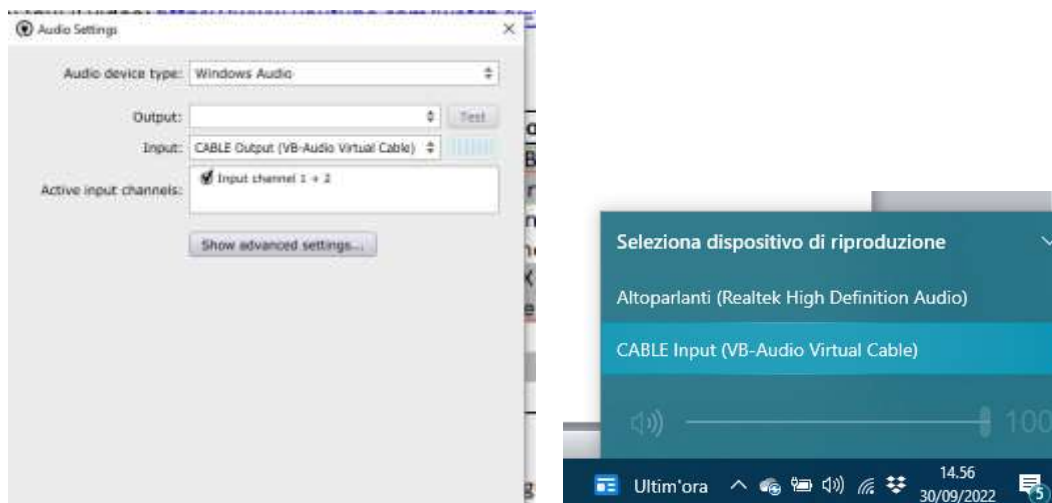 Audio Settings
Audio device type: Windows Audio
Output: Test
Input: CABLE Output (VB-Audio Virtual Cable)
Active input channels: Input channel 1 + 2
Show advanced settings...
Seleziona dispositivo di riproduzione
Altoparlanti (Realtek High Definition Audio)
CABLE Input (VB-Audio Virtual Cable)
100
Ultim'ora
14.56
30/09/2022
5